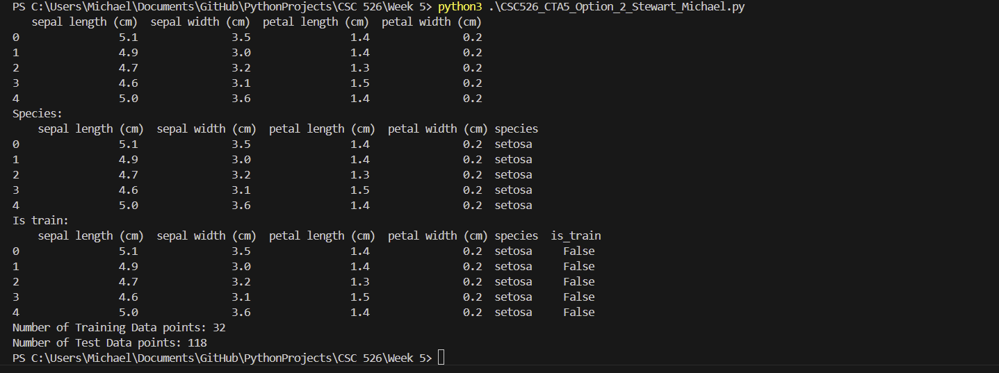 PS C:\Users\Michael\Documents\GitHub\PythonProjects\CSC 526\Week 5> python3 .\CSC526_CTA5_Option_2_Stewart_Michael.py
   sepal length (cm)  sepal width (cm)  petal length (cm)  petal width (cm)
0                5.1               3.5                1.4               0.2
1                4.9               3.0                1.4               0.2
2                4.7               3.2                1.3               0.2
3                4.6               3.1                1.5               0.2
4                5.0               3.6                1.4               0.2
Species:
    sepal length (cm)  sepal width (cm)  petal length (cm)  petal width (cm) species
0                5.1               3.5                1.4               0.2  setosa
1                4.9               3.0                1.4               0.2  setosa
2                4.7               3.2                1.3               0.2  setosa
3                4.6               3.1                1.5               0.2  setosa
4                5.0               3.6                1.4               0.2  setosa
Is train:
    sepal length (cm)  sepal width (cm)  petal length (cm)  petal width (cm) species  is_train
0                5.1               3.5                1.4               0.2  setosa     False
1                4.9               3.0                1.4               0.2  setosa     False
2                4.7               3.2                1.3               0.2  setosa     False
3                4.6               3.1                1.5               0.2  setosa     False
4                5.0               3.6                1.4               0.2  setosa     False
Number of Training Data points: 32
Number of Test Data points: 118
PS C:\Users\Michael\Documents\GitHub\PythonProjects\CSC 526\Week 5>